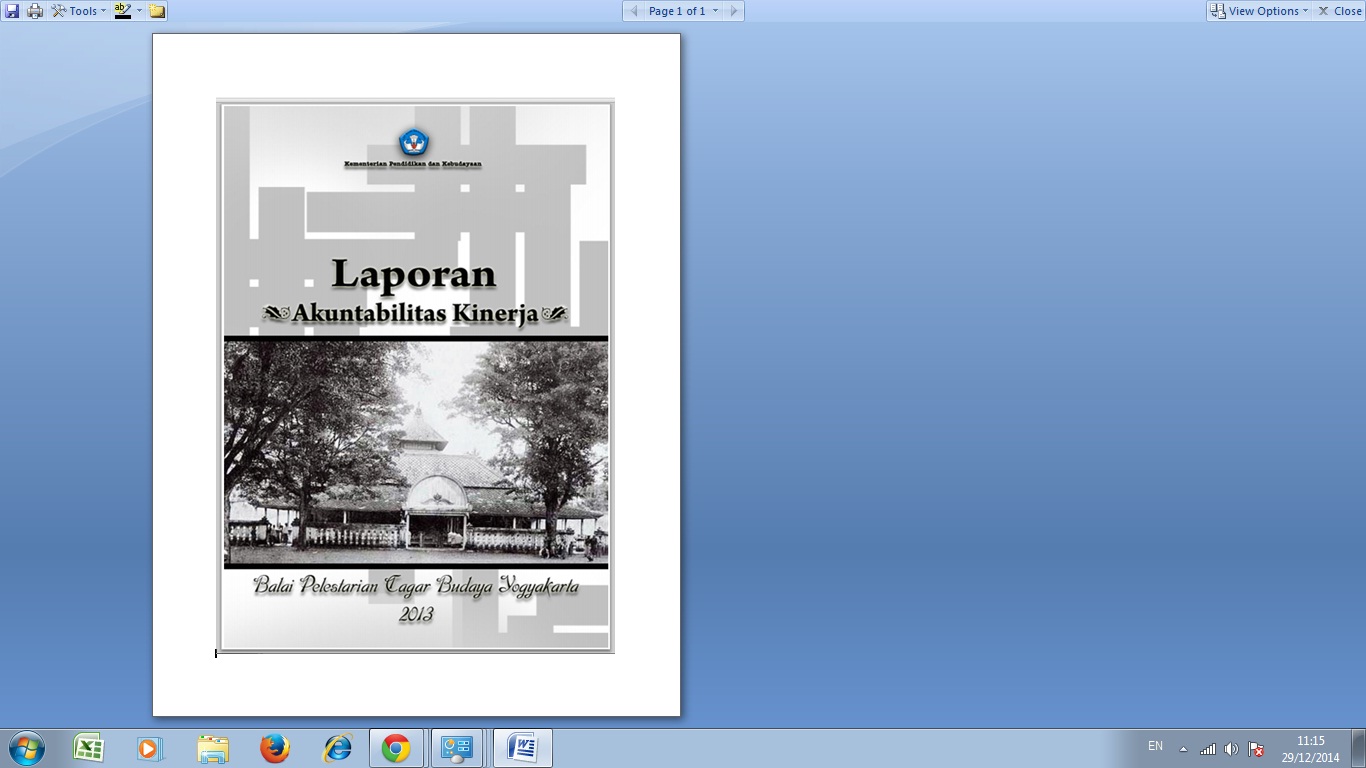 Tools
Page 1 of 1
View Options
Close
Kementerian Pendidikan dan Kebudayaan
Laporan
Akuntabilitas Kinerja
Balai Pelestarian Cagar Budaya Yogyakarta
2013
EN
11:15
29/12/2014